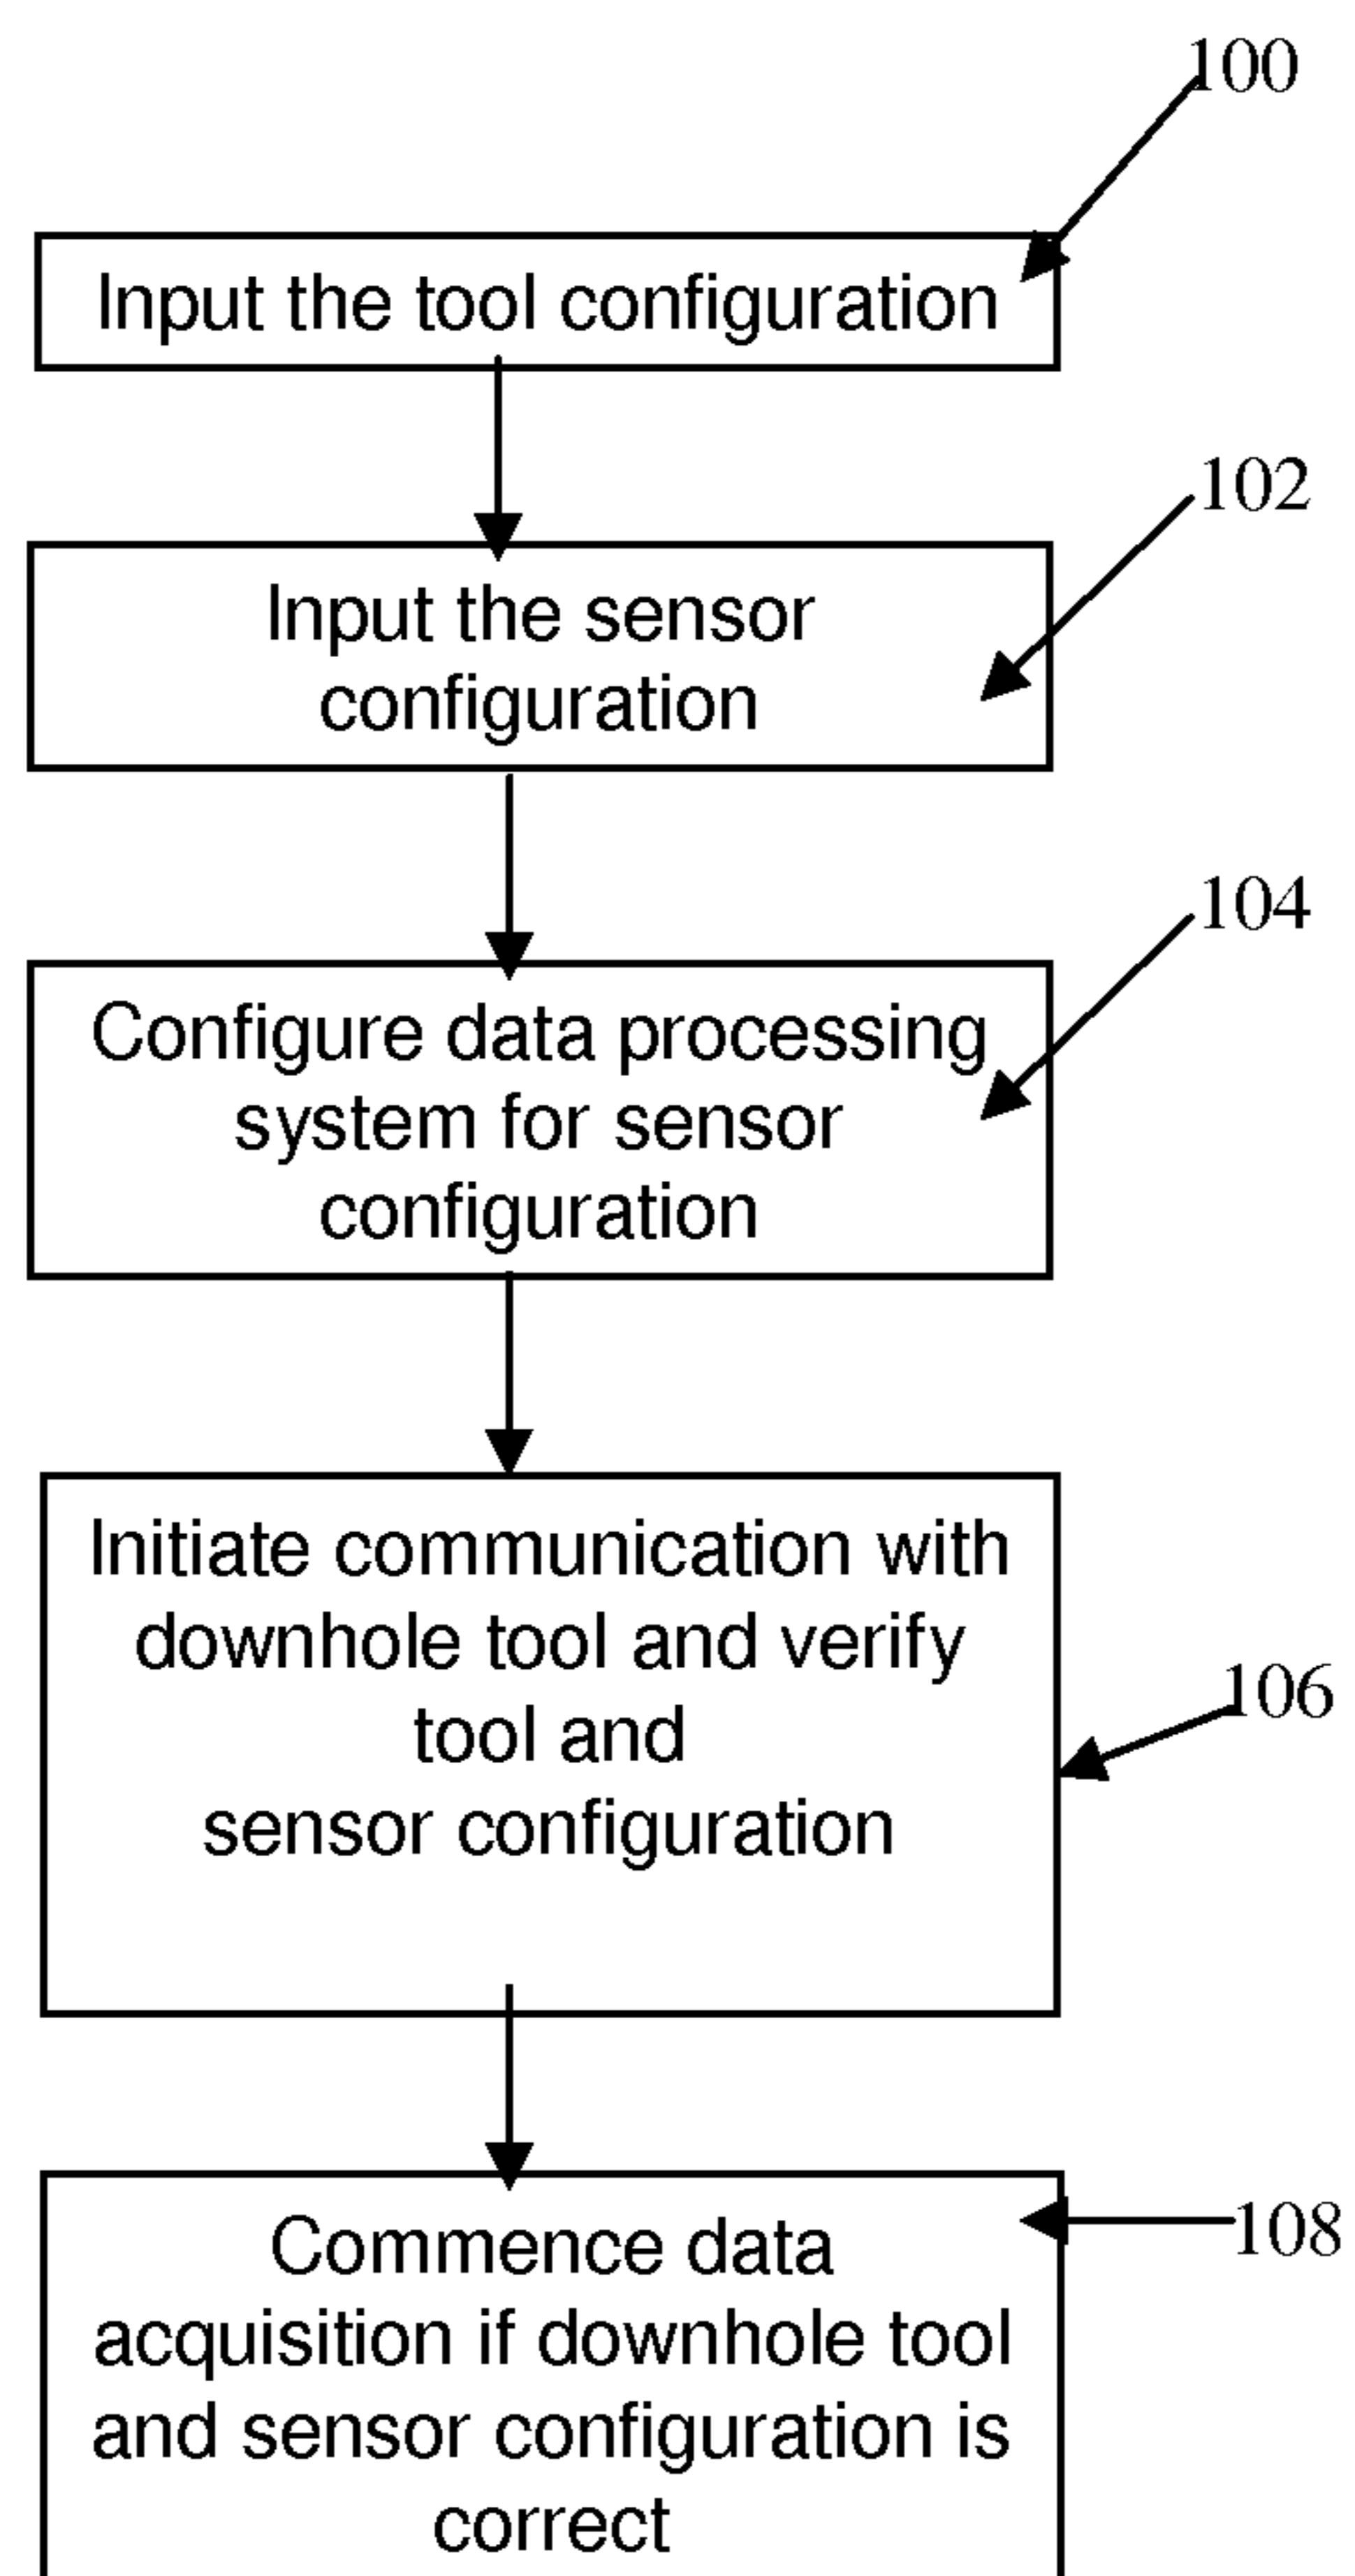 100
Input the tool configuration
102
Input the sensor
configuration
104
Configure data processing
system for sensor
configuration
Initiate communication with
downhole tool and verify
tool and
sensor configuration
106
Commence data
acquisition if downhole tool
and sensor configuration is
correct
108